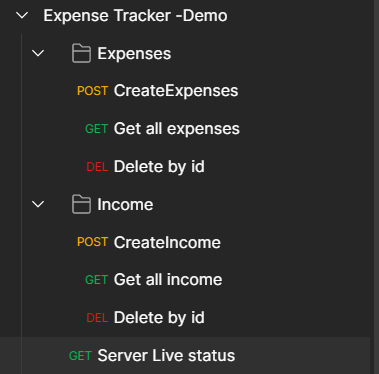 Expense Tracker -Demo
Expenses
POST CreateExpenses
GET Get all expenses
DEL Delete by id
Income
POST CreateIncome
GET Get all income
DEL Delete by id
GET Server Live status